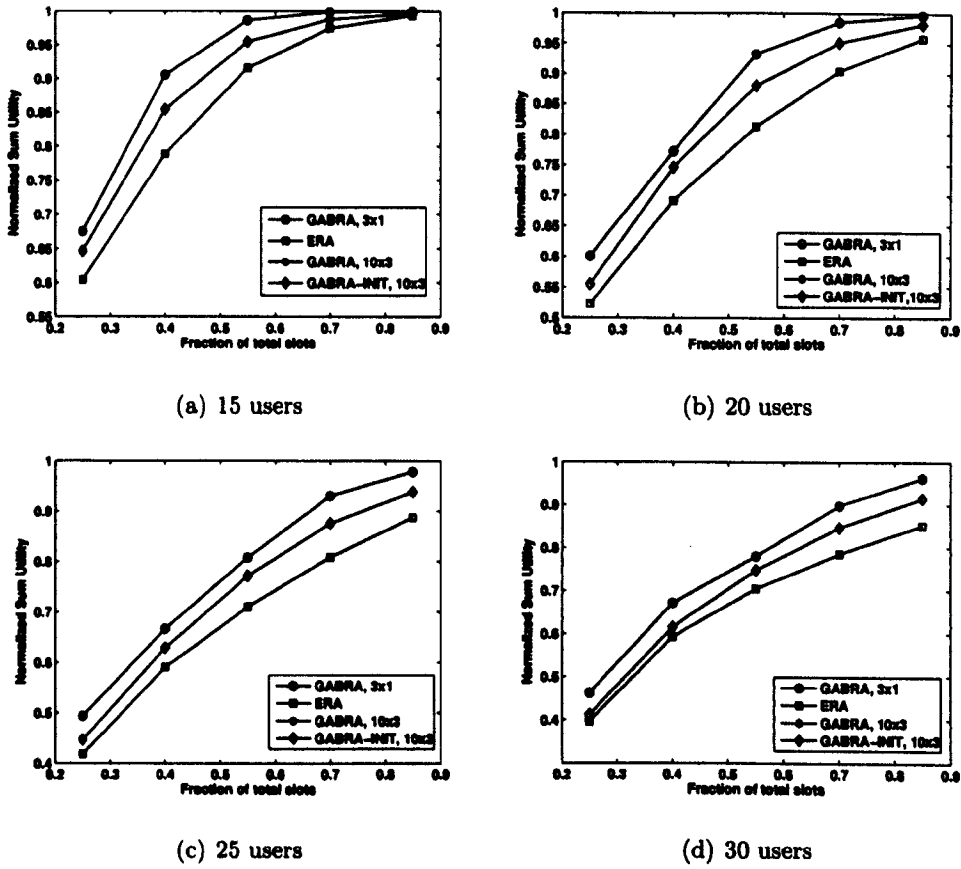 1
0.95
0.9
0.85
0.8
0.75
0.7
0.65
0.6
0.55
Normalized Sum Utility
GABRA, 3x1
ERA
GABRA, 10x3
GABRA-INIT, 10x3
0.2 0.3 0.4 0.5 0.6 0.7 0.8 0.9
Fraction of total slots
(a) 15 users
1
0.95
0.9
0.85
0.8
0.75
0.7
0.65
0.6
0.55
0.5
Normalized Sum Utility
GABRA, 3x1
ERA
GABRA, 10x3
GABRA-INIT,10x3
0.2 0.3 0.4 0.5 0.6 0.7 0.8 0.9
Fraction of total slots
(b) 20 users
1
0.9
0.8
0.7
0.6
0.5
0.4
Normalized Sum Utility
GABRA, 3x1
ERA
GABRA, 10x3
GABRA-INIT, 10x3
0.2 0.3 0.4 0.5 0.6 0.7 0.8 0.9
Fraction of total slots
(c) 25 users
1
0.9
0.8
0.7
0.6
0.5
0.4
Normalized Sum Utility
GABRA, 3x1
ERA
GABRA, 10x3
GABRA-INIT, 10x3
0.2 0.3 0.4 0.5 0.6 0.7 0.8 0.9
Fraction of total slots
(d) 30 users